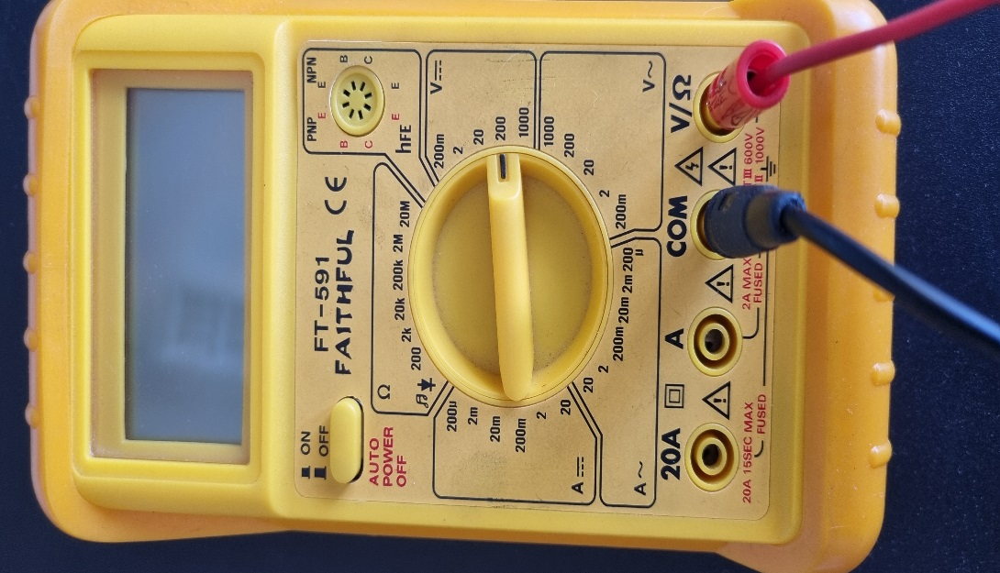 ON
OFF
AUTO
POWER
OFF
FT-591
FAITHFUL CE
PNP NPN
E E B C E
B C E
hFE
Ω
200 2k 20k 200k 2M 20M
V⎓
200m 2 20 200 1000
V~
1000 200 20 2 200m
A⎓
200µ 2m 20m 200m 2 20
A~
20 2 200m 20m 2m 200
µ
20A
A
COM
V/Ω
20A 15SEC MAX
FUSED
2A MAX
FUSED
III 600V
II 1000V